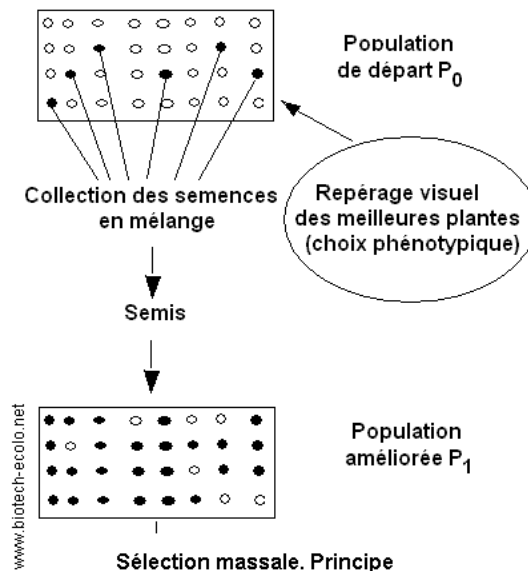 Population
de départ P0
Collection des semences
en mélange
Repérage visuel
des meilleures plantes
(choix phénotypique)
Semis
Population
améliorée P1
www.biotech-ecolo.net
Sélection massale. Principe